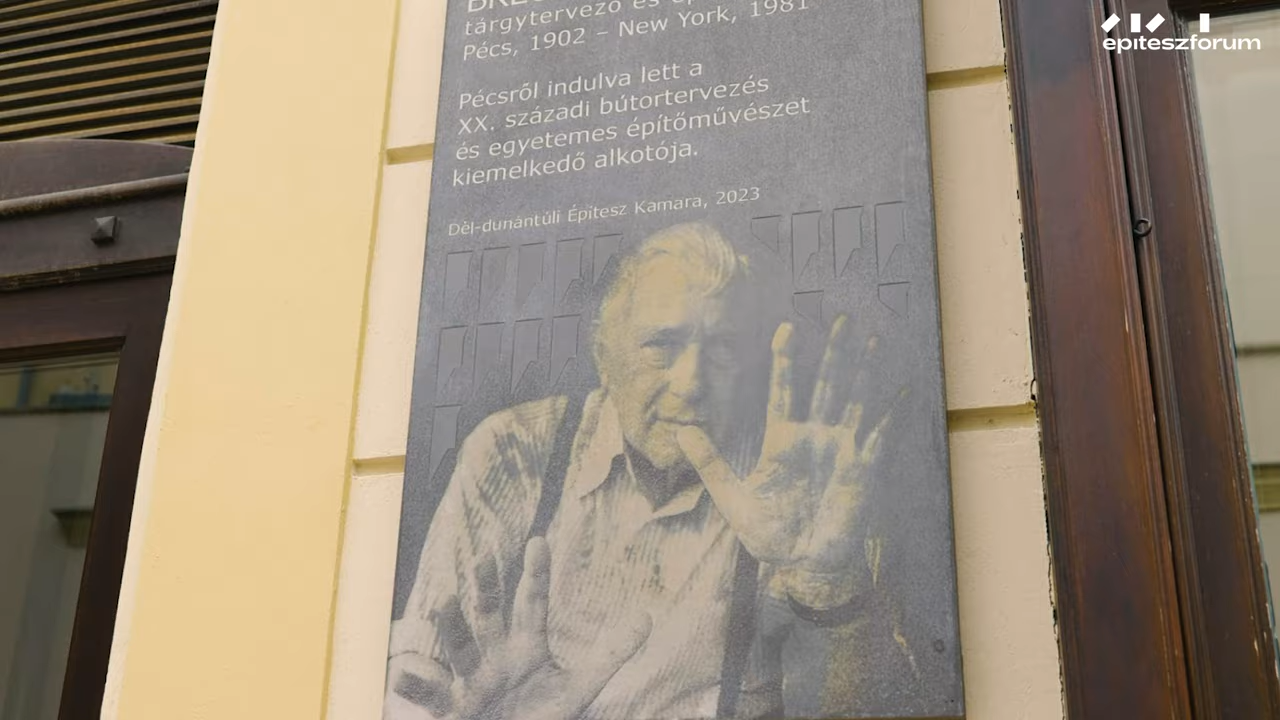 tárgytervező és
Pécs, 1902 – New York, 1981
Pécsről indulva lett a
XX. századi bútortervezés
és egyetemes építőművészet
kiemelkedő alkotója.
Dél-dunántúli Építész Kamara, 2023
epiteszforum